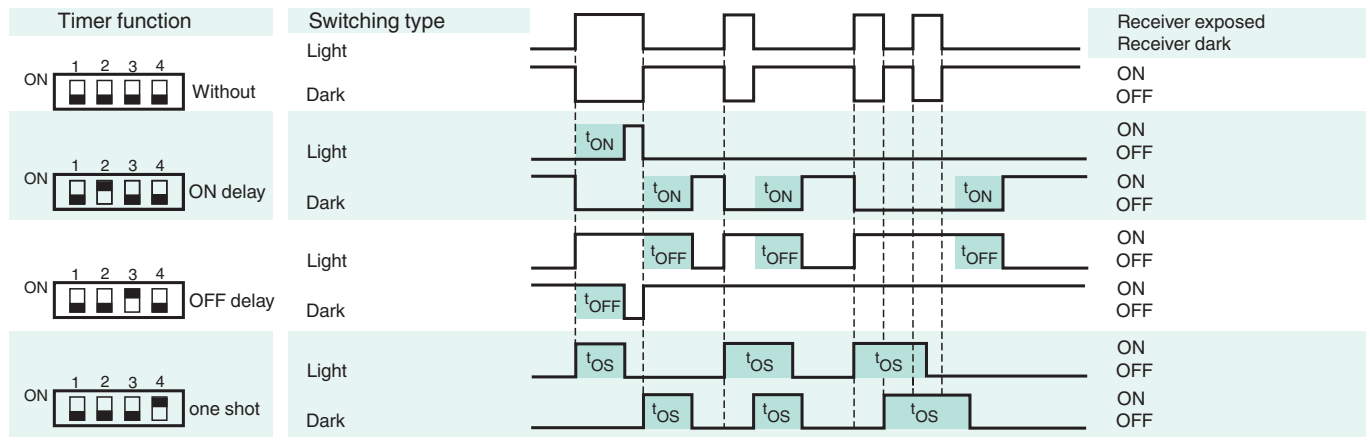 Timer function Switching type Receiver exposed
Light Receiver dark
1 2 3 4
ON Without Dark ON
OFF
Light tON ON
OFF
1 2 3 4
ON ON delay Dark tON tON tON ON
OFF
Light tOFF tOFF tOFF ON
OFF
1 2 3 4
ON OFF delay Dark tOFF ON
OFF
Light tOS tOS tOS ON
OFF
1 2 3 4
ON one shot Dark tOS tOS tOS ON
OFF